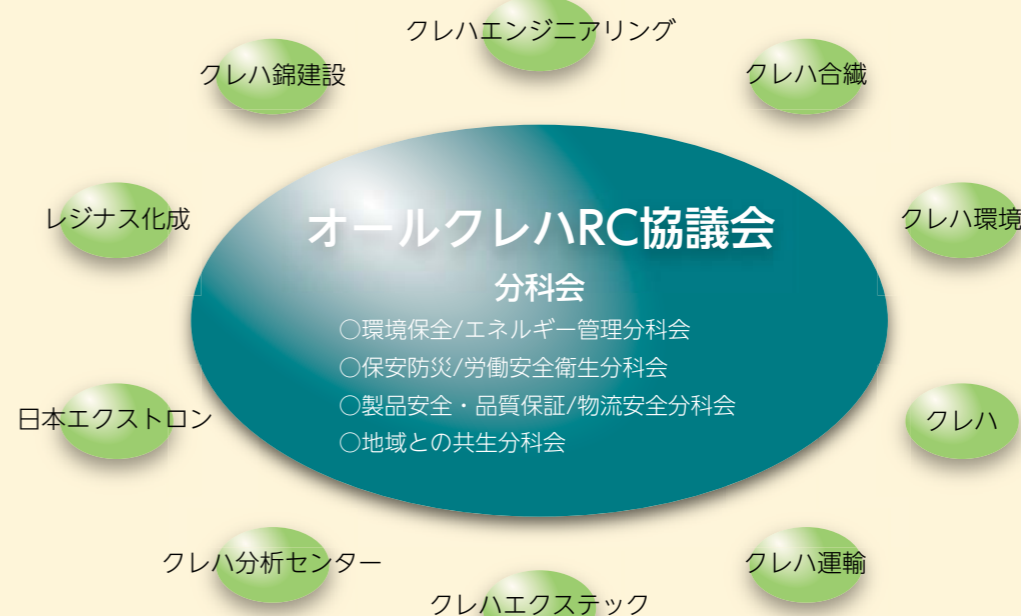 クレハエンジニアリング
クレハ錦建設
クレハ合繊
レジナス化成
クレハ環境
オールクレハRC協議会
分科会
○環境保全/エネルギー管理分科会
○保安防災/労働安全衛生分科会
○製品安全・品質保証/物流安全分科会
○地域との共生分科会
日本エクストロン
クレハ
クレハ分析センター
クレハ運輸
クレハエクステック